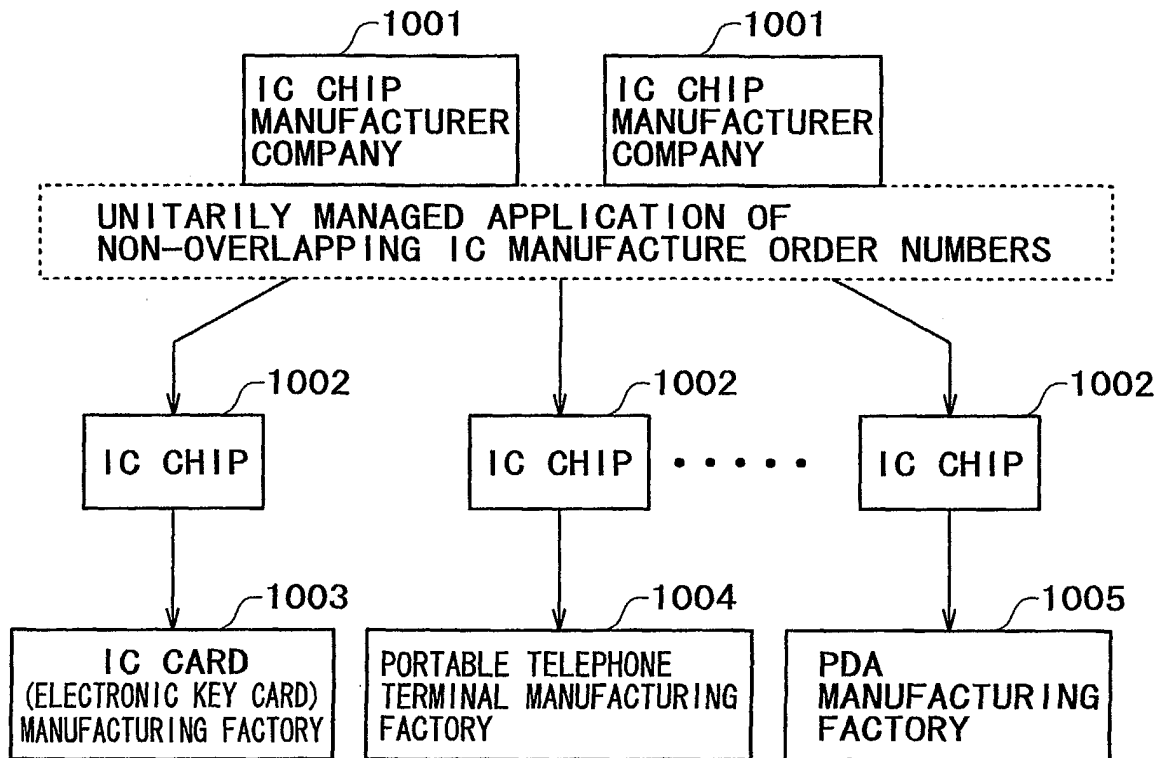 1001
1001
IC CHIP
MANUFACTURER
COMPANY
IC CHIP
MANUFACTURER
COMPANY
UNITARILY MANAGED APPLICATION OF
NON-OVERLAPPING IC MANUFACTURE ORDER NUMBERS
1002
1002
1002
IC CHIP
IC CHIP
IC CHIP
1003
1004
1005
IC CARD
(ELECTRONIC KEY CARD)
MANUFACTURING FACTORY
PORTABLE TELEPHONE
TERMINAL MANUFACTURING
FACTORY
PDA
MANUFACTURING
FACTORY